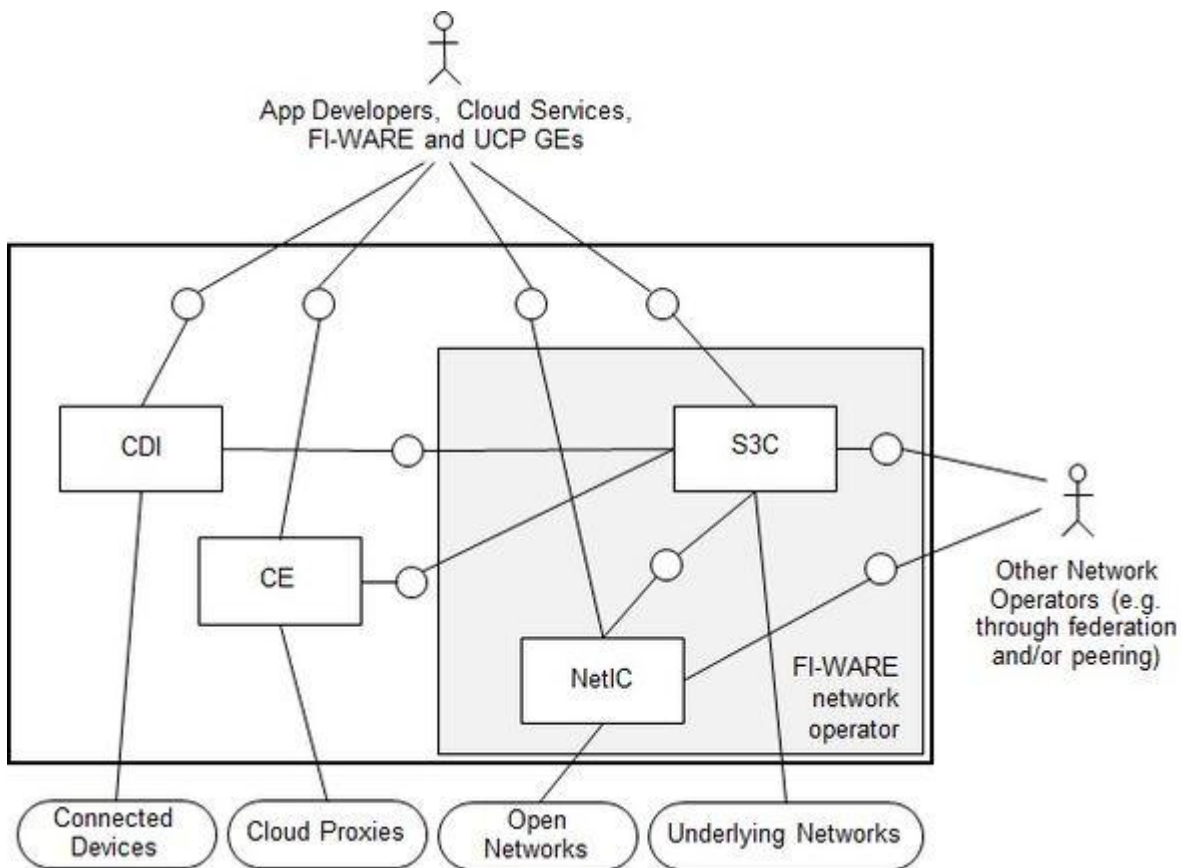 App Developers, Cloud Services,
FI-WARE and UCP GEs
CDI
S3C
CE
NetIC
FI-WARE
network
operator
Other Network
Operators (e.g.
through federation
and/or peering)
Connected
Devices
Cloud Proxies
Open
Networks
Underlying Networks